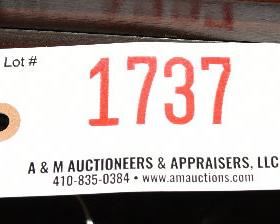 Lot #
1737
A & M AUCTIONEERS & APPRAISERS, LLC
410-835-0384 • www.amauctions.com